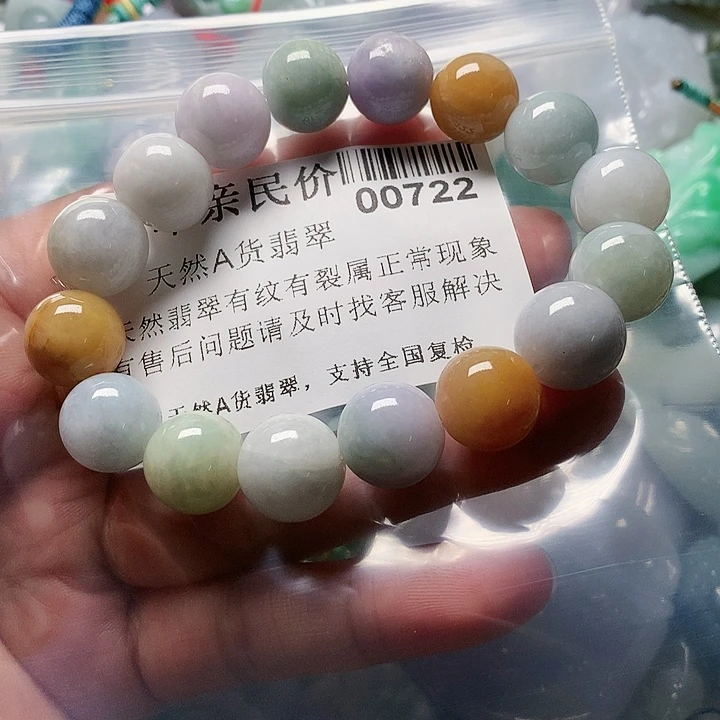 亲民价
00722
天然A货翡翠
天然翡翠有纹有裂属正常现象
有售后问题请及时找客服解决
天然A货翡翠，支持全国复检